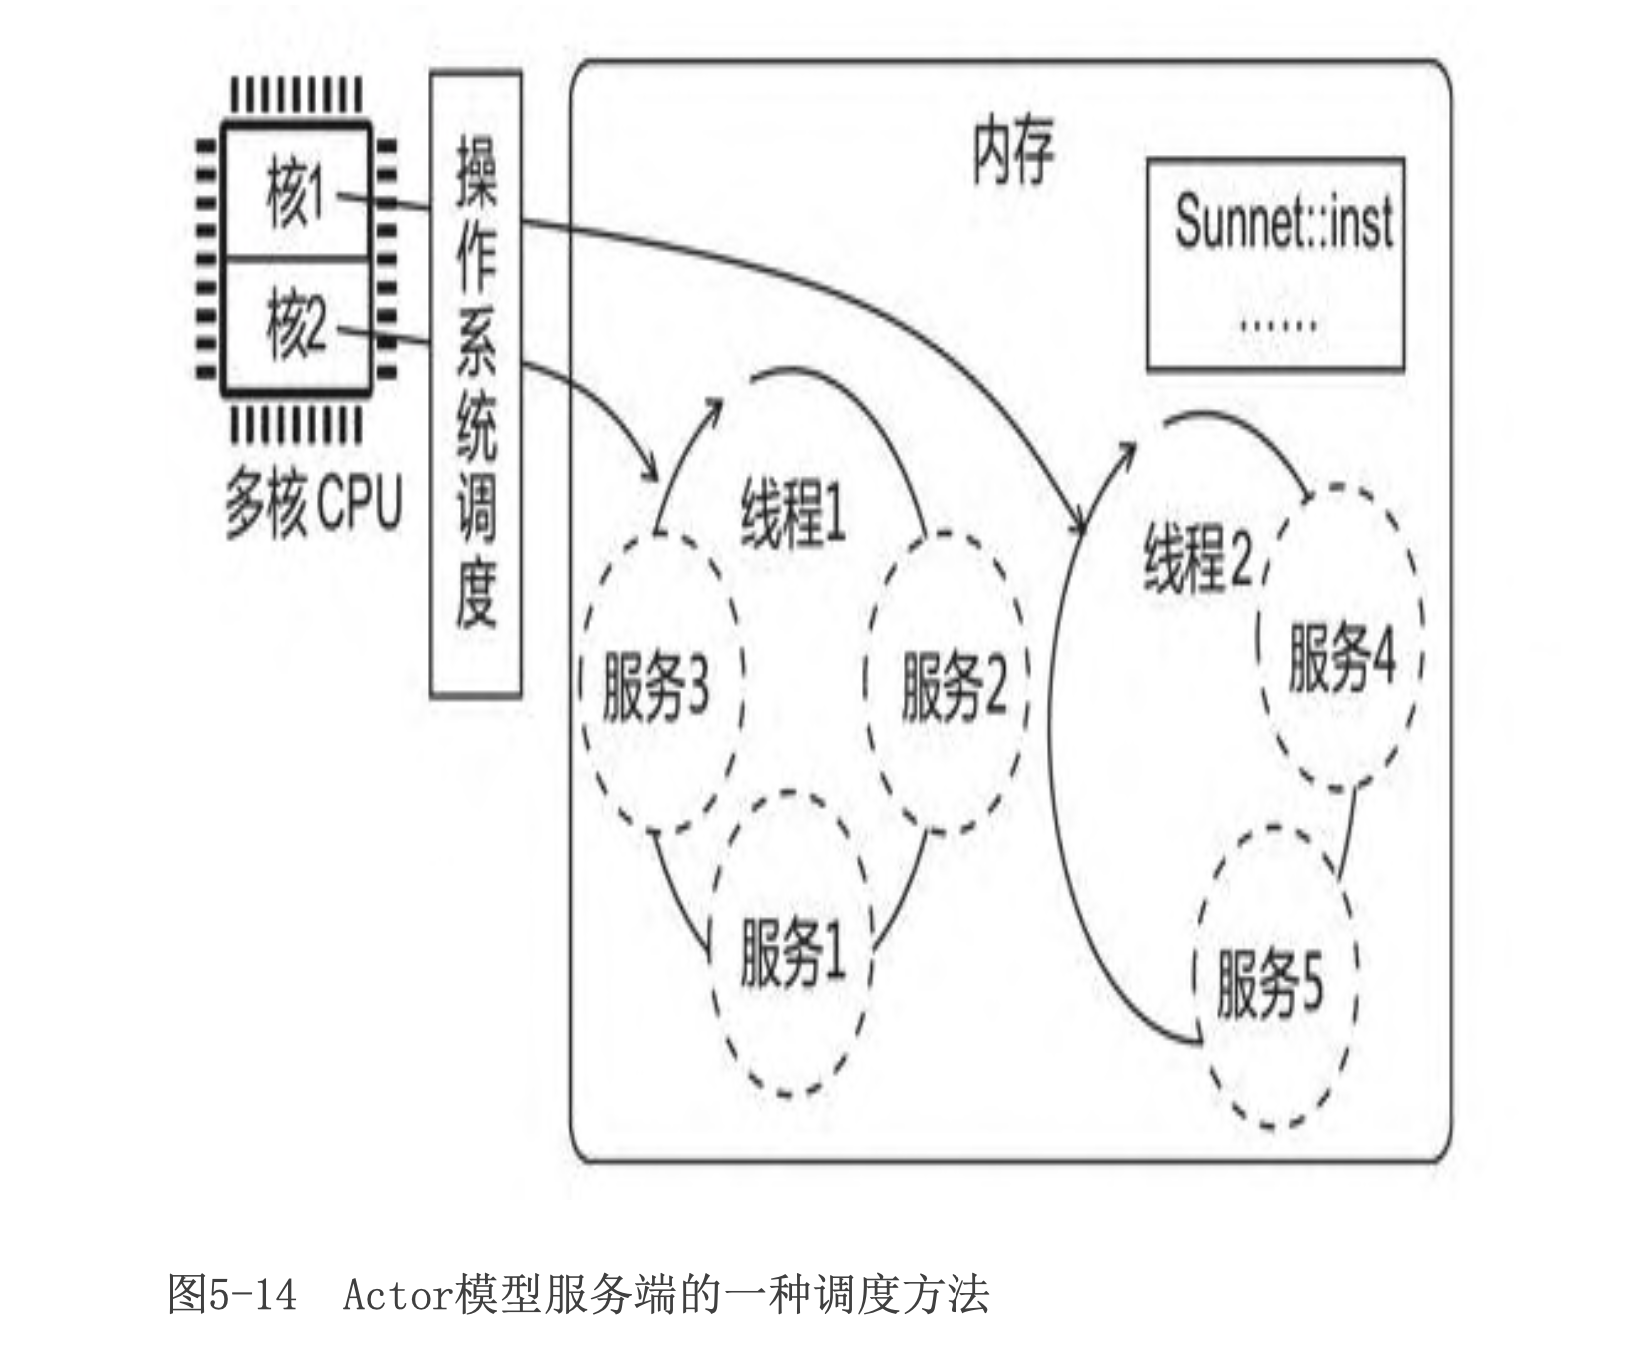 核1
核2
多核CPU
操作系统调度
内存
Sunnet::inst
......
线程1
服务3
服务2
服务1
线程2
服务4
服务5
图5-14 Actor模型服务端的一种调度方法